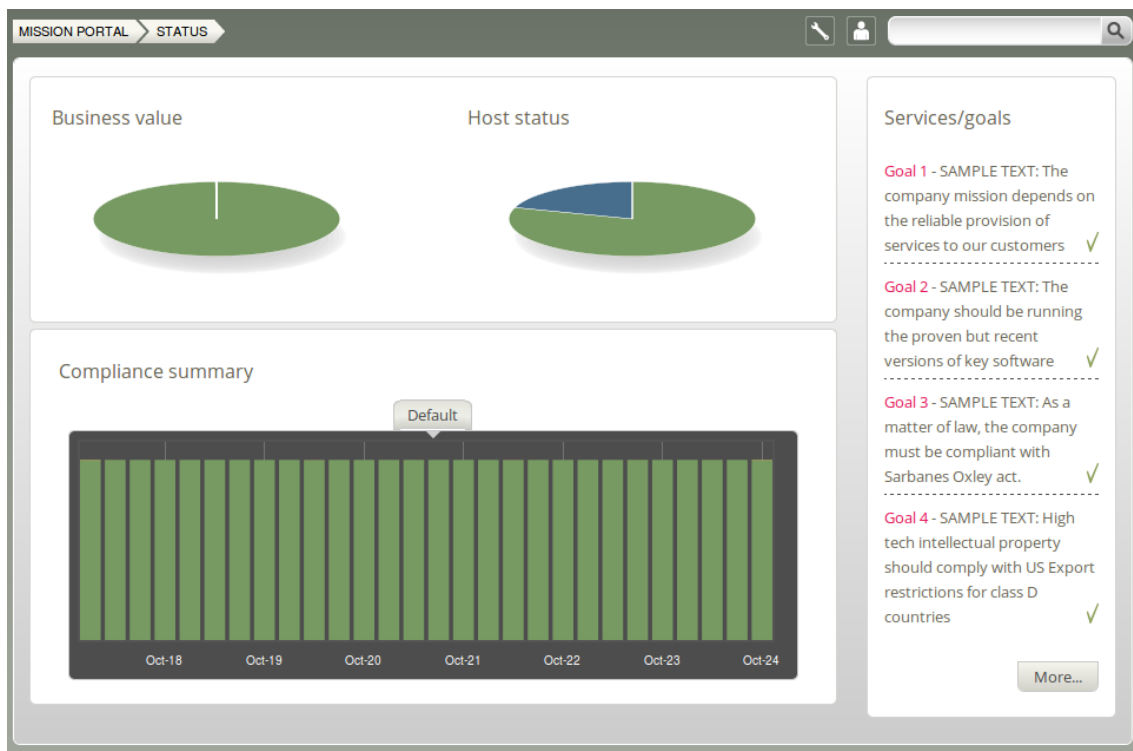 MISSION PORTAL
STATUS
Business value
Host status
Compliance summary
Default
Oct-18
Oct-19
Oct-20
Oct-21
Oct-22
Oct-23
Oct-24
Services/goals
Goal 1 - SAMPLE TEXT: The
company mission depends on
the reliable provision of
services to our customers
Goal 2 - SAMPLE TEXT: The
company should be running
the proven but recent
versions of key software
Goal 3 - SAMPLE TEXT: As a
matter of law, the company
must be compliant with
Sarbanes Oxley act.
Goal 4 - SAMPLE TEXT: High
tech intellectual property
should comply with US Export
restrictions for class D
countries
More...